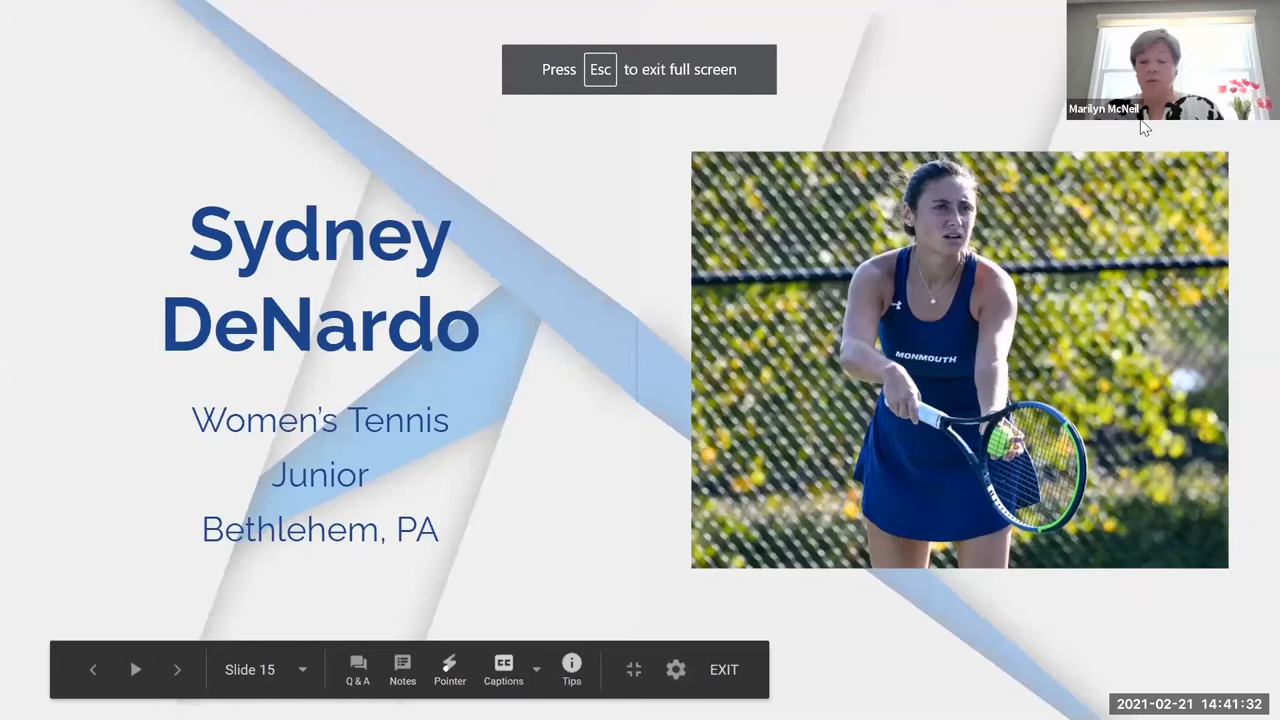 Press Esc to exit full screen
Marilyn McNeil
Sydney
DeNardo
Women's Tennis
Junior
Bethlehem, PA
MONMOUTH
Slide 15
Q & A
Notes
Pointer
CC
Captions
Tips
EXIT
2021-02-21 14:41:32